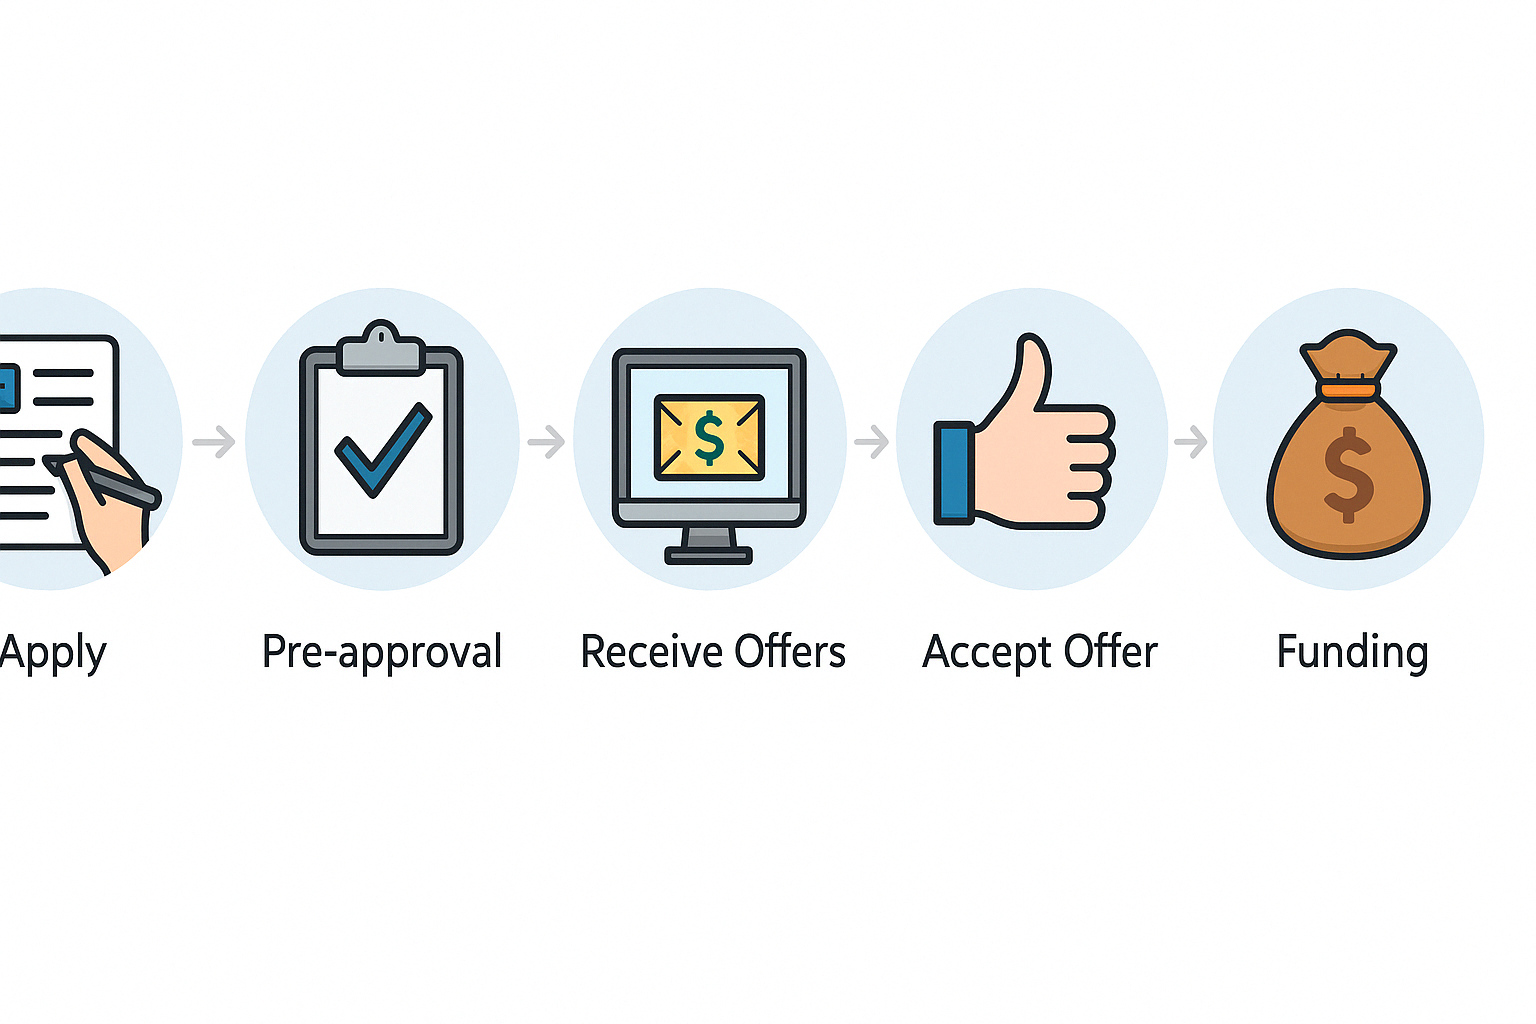 Apply
Pre-approval
Receive Offers
Accept Offer
Funding
$
$